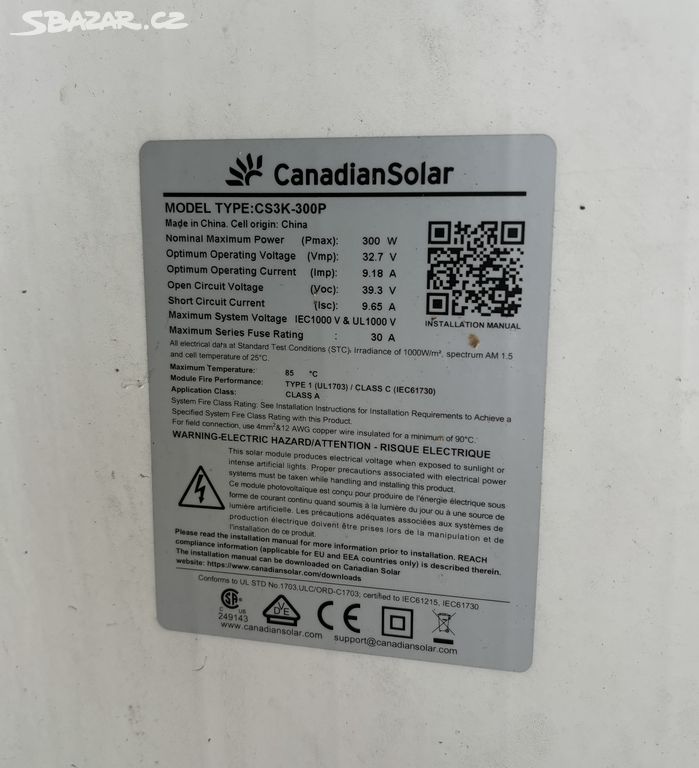 SBAZAR.CZ
CanadianSolar
MODEL TYPE:CS3K-300P
Made in China. Cell origin: China
Nominal Maximum Power (Pmax): 300 W
Optimum Operating Voltage (Vmp): 32.7 V
Optimum Operating Current (Imp): 9.18 A
Open Circuit Voltage (Voc): 39.3 V
Short Circuit Current (Isc): 9.65 A
Maximum System Voltage IEC1000 V & UL1000 V
Maximum Series Fuse Rating : 30 A
INSTALLATION MANUAL
All electrical data at Standard Test Conditions (STC): Irradiance of 1000W/m², spectrum AM 1.5
and cell temperature of 25°C.
Maximum Temperature: 85 °C
Module Fire Performance: TYPE 1 (UL1703) / CLASS C (IEC61730)
Application Class: CLASS A
System Fire Class Rating: See Installation Instructions for Installation Requirements to Achieve a
Specified System Fire Class Rating with this Product.
For field connection, use 4mm²&12 AWG copper wire insulated for a minimum of 90°C.
WARNING-ELECTRIC HAZARD/ATTENTION - RISQUE ELECTRIQUE
This solar module produces electrical voltage when exposed to sunlight or
intense artificial lights. Proper precautions associated with electrical power
systems must be taken while handling and installing this product.
Ce module photovoltaïque est conçu pour produire de l'énergie électrique sous
forme de courant continu quand soumis à la lumière du jour ou à une source de
lumière artificielle. Les précautions adéquates associées aux systèmes de
production électrique doivent être prises lors de la manipulation et de
l'installation de ce produit.
Please read the installation manual for more information prior to installation. REACH
compliance information (applicable for EU and EEA countries only) is described therein.
The installation manual can be downloaded on Canadian Solar
website: https://www.canadiansolar.com/downloads
Conforms to UL STD No.1703,ULC/ORD-C1703; certified to IEC61215, IEC61730
C US
249143
VDE
CE
www.canadiansolar.com support@canadiansolar.com